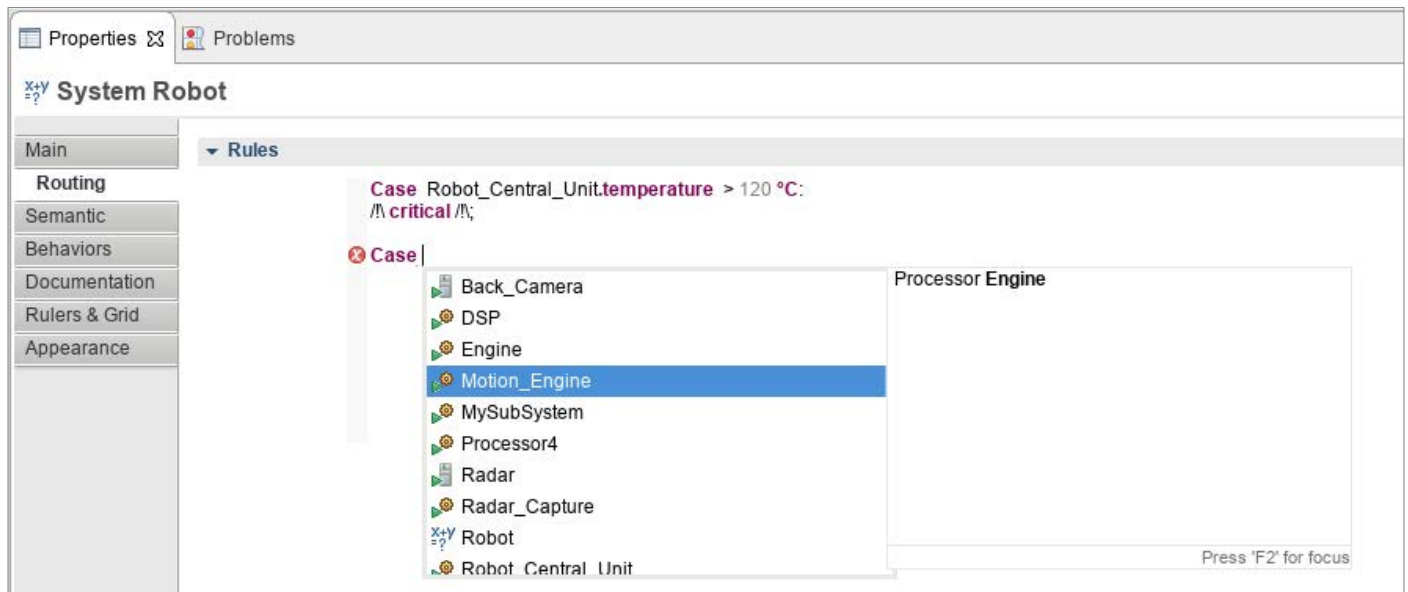 Properties
Problems
System Robot
Main
Routing
Semantic
Behaviors
Documentation
Rulers & Grid
Appearance
Rules
Case Robot_Central_Unit.temperature > 120 °C:
/!\ critical /!\;
Case
Back_Camera
DSP
Engine
Motion_Engine
MySubSystem
Processor4
Radar
Radar_Capture
Robot
Robot_Central_Unit
Processor Engine
Press 'F2' for focus